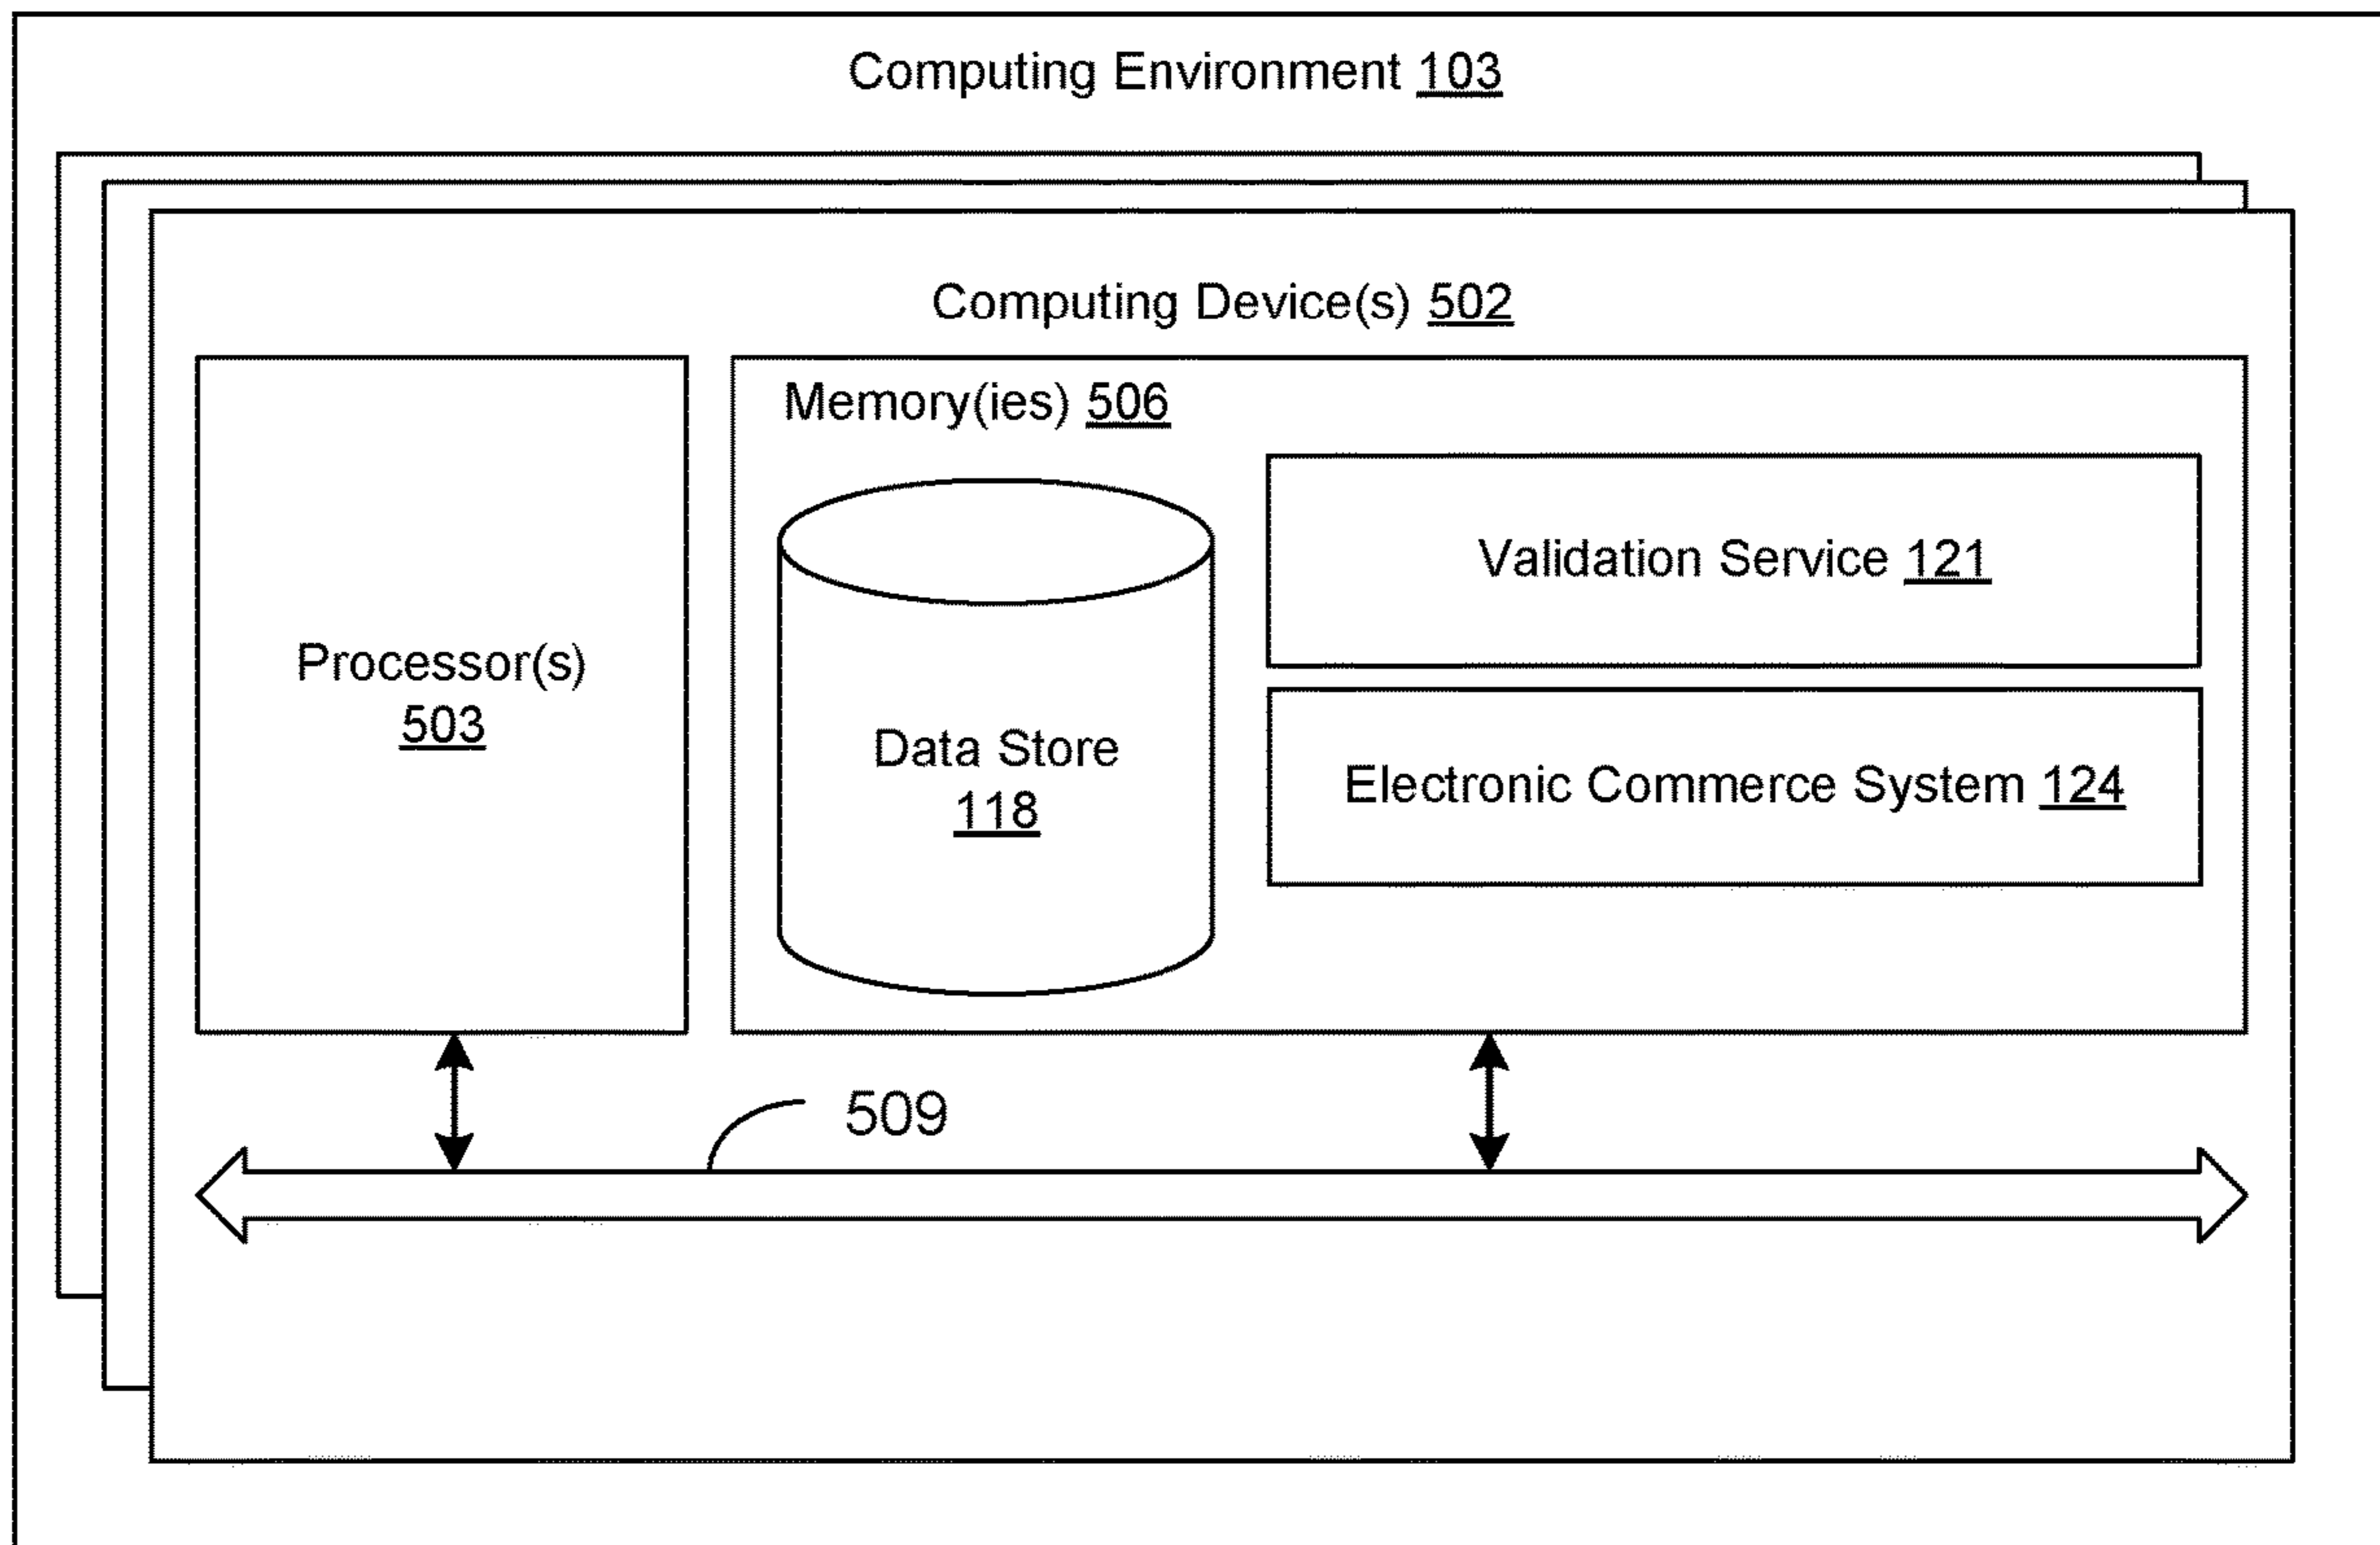 Computing Environment 103
Computing Device(s) 502
Memory(ies) 506
Validation Service 121
Processor(s)
503
Data Store
118
Electronic Commerce System 124
509